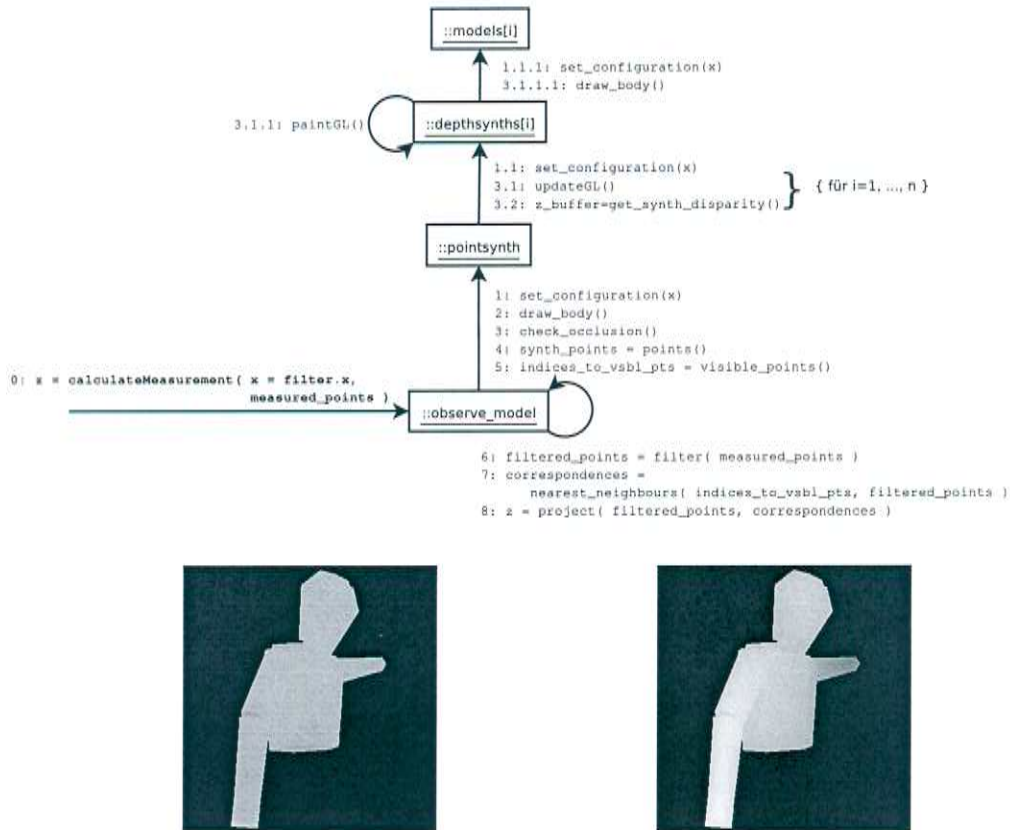 ::models[i]
1.1.1: set_configuration(x)
3.1.1.1: draw_body()
3.1.1: paintGL()
::depthsynths[i]
1.1: set_configuration(x)
3.1: updateGL()
{ für i=1, ..., n }
3.2: z_buffer=get_synth_disparity()
::pointsynth
1: set_configuration(x)
2: draw_body()
3: check_occlusion()
4: synth_points = points()
5: indices_to_vsbl_pts = visible_points()
0: z = calculateMeasurement( x = filter.x,
measured_points )
::observe_model
6: filtered_points = filter( measured_points )
7: correspondences =
nearest_neighbours( indices_to_vsbl_pts, filtered_points )
8: z = project( filtered_points, correspondences )